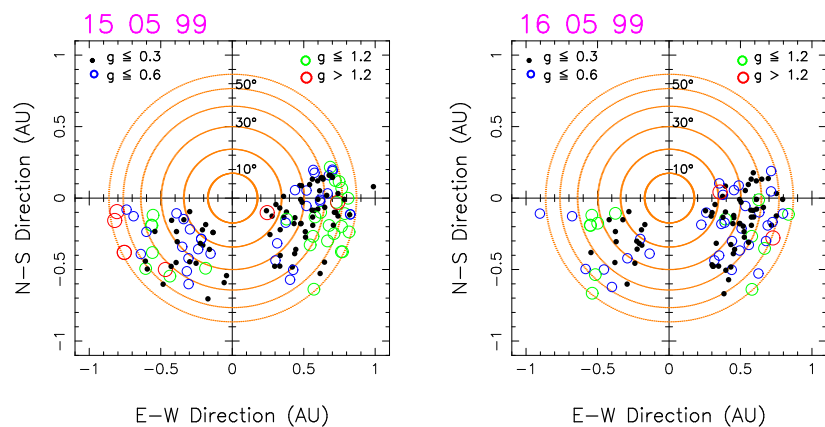 15 05 99
g ≦ 0.3
g ≦ 0.6
g ≦ 1.2
g > 1.2
50°
30°
10°
1
0.5
0
−0.5
−1
N−S Direction (AU)
−1 −0.5 0 0.5 1
E−W Direction (AU)
16 05 99
g ≦ 0.3
g ≦ 0.6
g ≦ 1.2
g > 1.2
50°
30°
10°
1
0.5
0
−0.5
−1
N−S Direction (AU)
−1 −0.5 0 0.5 1
E−W Direction (AU)